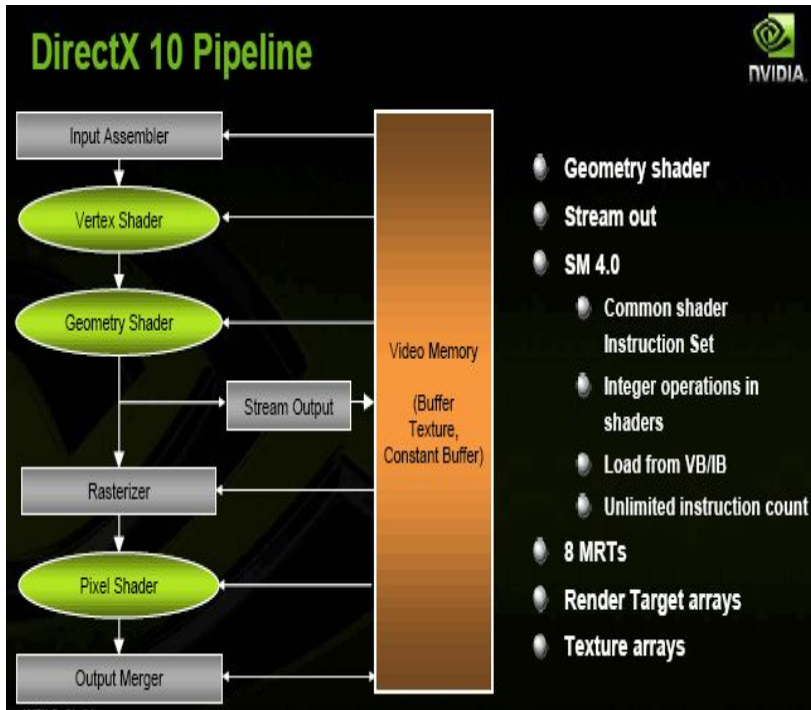 DirectX 10 Pipeline
NVIDIA.
Input Assembler
Vertex Shader
Geometry Shader
Stream Output
Rasterizer
Pixel Shader
Output Merger
Video Memory
(Buffer
Texture,
Constant Buffer)
Geometry shader
Stream out
SM 4.0
Common shader
Instruction Set
Integer operations in
shaders
Load from VB/IB
Unlimited instruction count
8 MRTs
Render Target arrays
Texture arrays